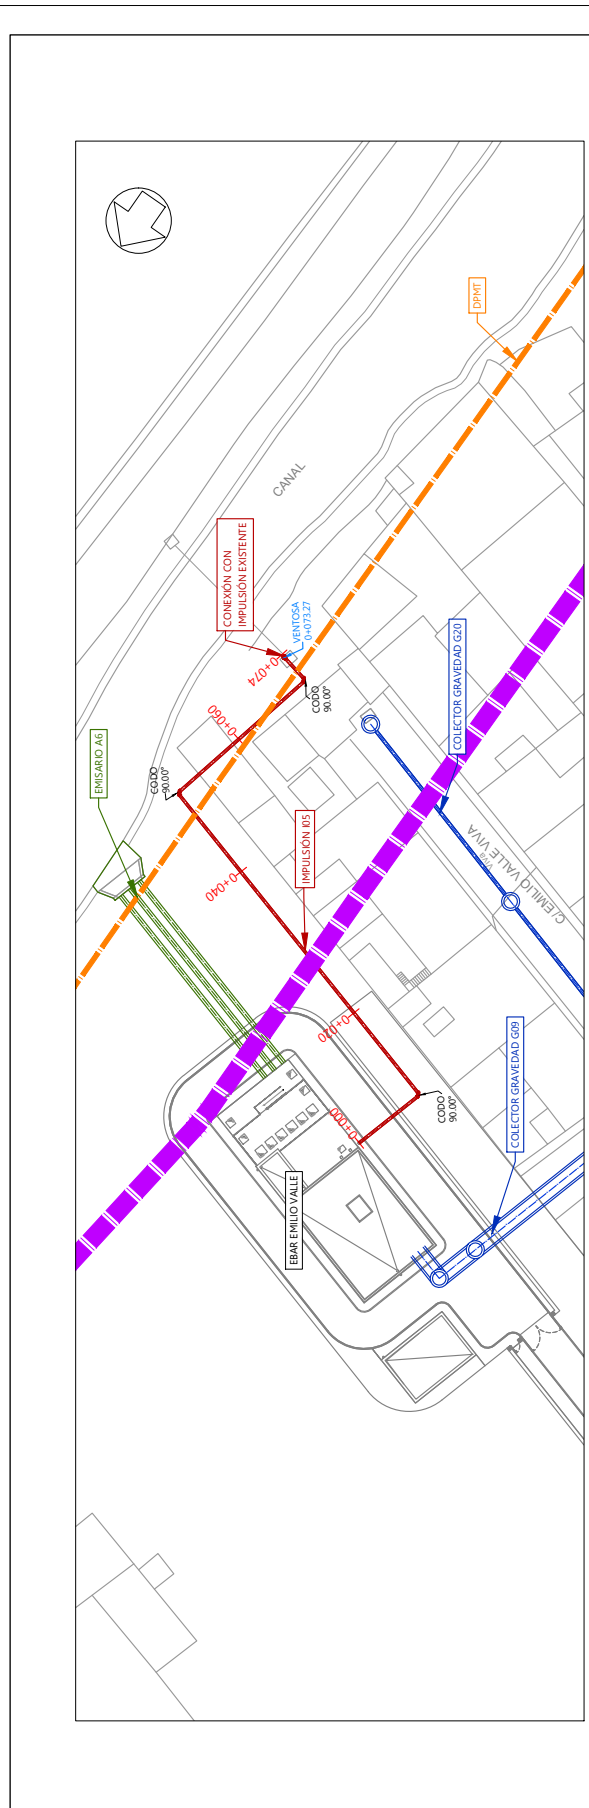 DPMT
CANAL
CONEXIÓN CON
IMPULSIÓN EXISTENTE
VENTOSA
0+073.27
0+074
CODO
90.00°
0+060
COLECTOR GRAVEDAD G20
EMISARIO A6
CODO
90.00°
IMPULSIÓN I05
0+040
C/EMILIO VALLE VIVA
Viva
0+020
CODO
90.00°
0+000
COLECTOR GRAVEDAD G09
EBAR EMILIO VALLE